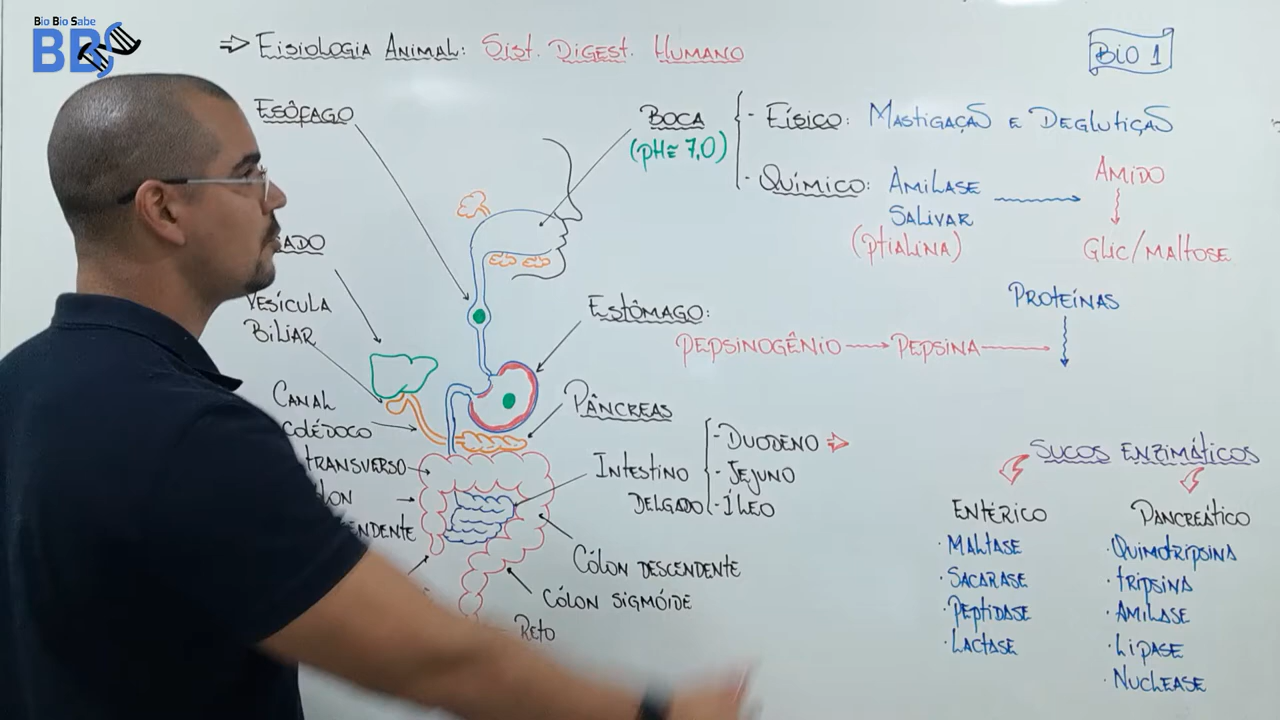 Bio Bio Sabe
BBS
⇒ Fisiologia Animal: Sist. Digest. Humano
Bio 1
Esôfago
Boca
(pH≅ 7,0)
- Físico: Mastigação e Deglutição
- Químico: Amilase
Salivar
(Ptialina)
Amido
Glic/Maltose
Vesícula
Biliar
Estômago:
Proteínas
Pepsinogênio → Pepsina →
Canal
Colédoco
Pâncreas
Transverso
Intestino
Delgado
- Duodeno ⇒
- Jejuno
- Íleo
Cólon descendente
Cólon sigmóide
Reto
Sucos Enzimáticos
Entérico
· Maltase
· Sacarase
· Peptidase
· Lactase
Pancreático
· Quimotripsina
· Tripsina
· Amilase
· Lipase
· Nuclease